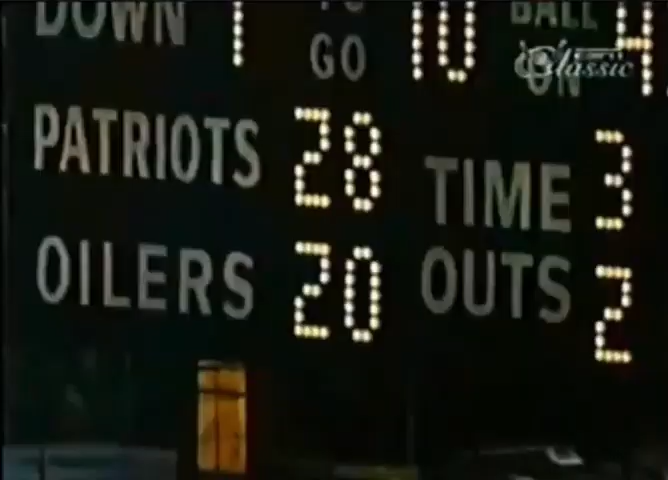 DOWN 1 TO GO 10 BALL ON 4
Classic
PATRIOTS 28 TIME OUTS 3
OILERS 20 2